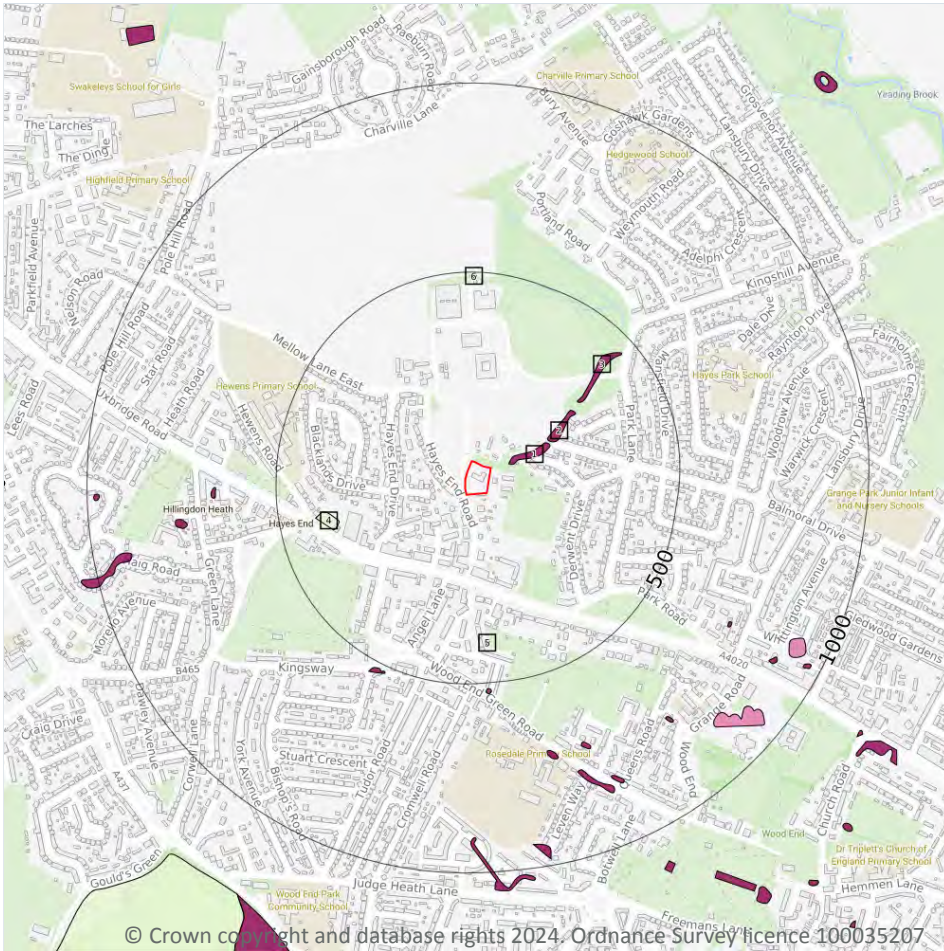 Gainsborough Road
Raeburn Road
Swakeleys School for Girls
Charville Primary School
Yeading Brook
Grosvenor Avenue
Lansbury Drive
Bury Avenue
Goshawk Gardens
The Larches
Charville Lane
The Dingle
Hedgewood School
Highfield Primary School
Weymouth Road
Pole Hill Road
Portland Road
Parkfield Avenue
Adelphi Crescent
Nelson Road
Kingshill Avenue
6
Dale Drive
Raynton Drive
Pole Hill Road
Star Road
Mellow Lane East
Mansfield Drive
Fairholme Crescent
3
Heath Road
Hewens Primary School
Hayes Park School
Lees Road
Uxbridge Road
Hewens Road
Woodrow Avenue
Warwick Crescent
Lansbury Drive
Park Lane
Blacklands Drive
Hayes End Drive
2
Hayes End Road
1
Grange Park Junior Infant
and Nursery Schools
Hillingdon Heath
Balmoral Drive
Hayes End
4
Derwent Drive
Craig Road
Green Lane
500
Park Road
Angel Lane
Moreno Avenue
Hedgewood Gardens
5
1000
A4020
B465
Kingsway
Wood End Green Road
Grange Road
Craig Drive
Dawley Avenue
Corwell Lane
York Avenue
Stuart Crescent
Bishop's Road
Tudor Road
Cromwell Road
Rosedale Primary School
Queens Road
Wood End
Church Road
A437
Leven Way
Botwell Lane
Wood End
Dr Triplett's Church of
England Primary School
Gould's Green
Judge Heath Lane
Hemmen Lane
Wood End Park
Community School
Freemans Lane
© Crown copyright and database rights 2024. Ordnance Survey licence 100035207.